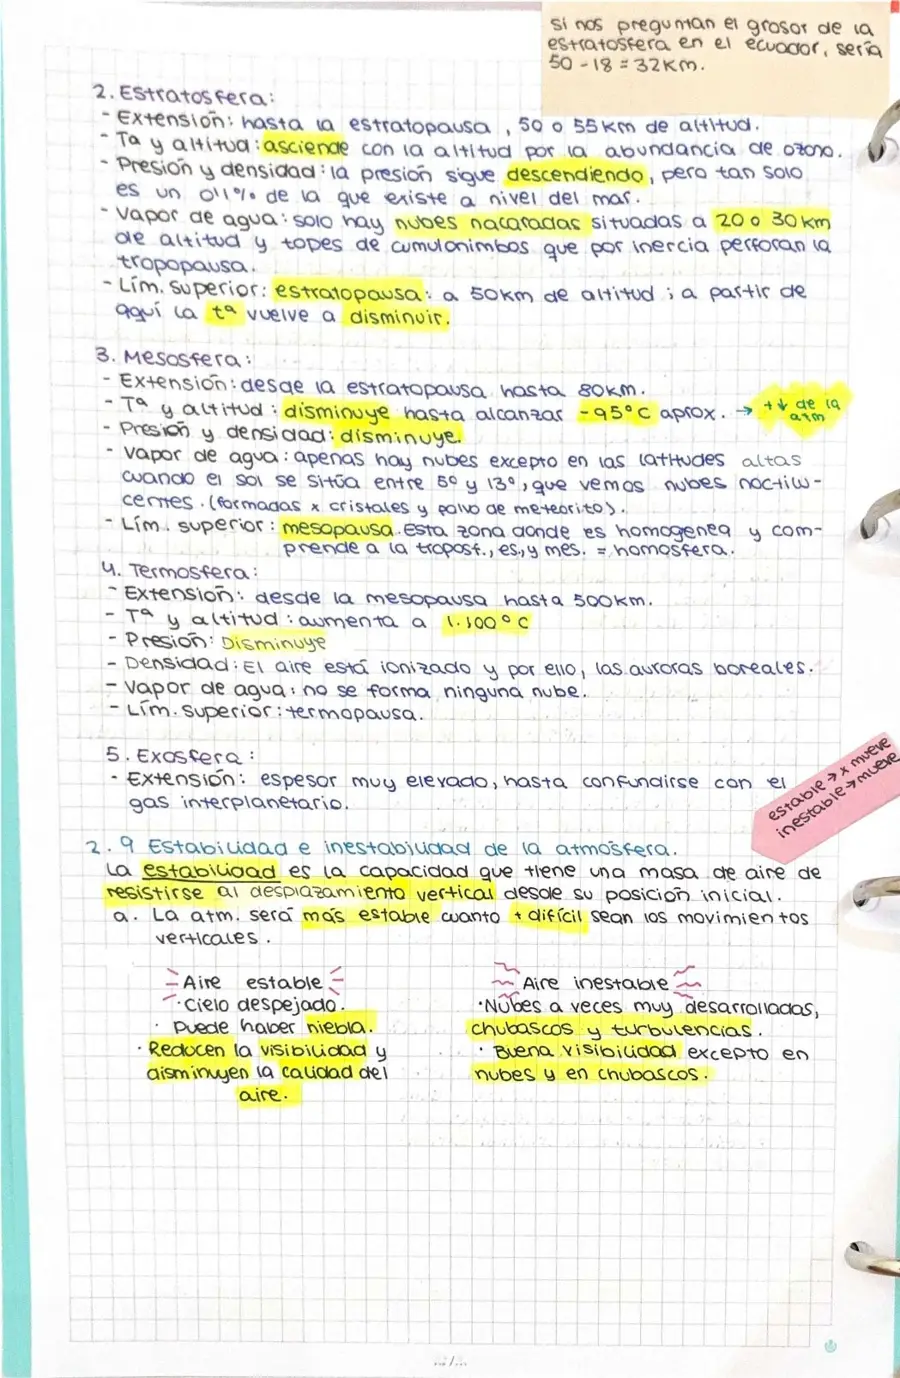 si nos preguntan el grosor de la
estratosfera en el ecuador, sería
50 - 18 = 32Km.
2. Estratosfera:
- Extensión: hasta la estratopausa, 50 o 55 km de altitud.
- Tª y altitud: asciende con la altitud por la abundancia de ozono.
- Presión y densidad: la presión sigue descendiendo, pero tan solo
es un 0'1% de la que existe a nivel del mar.
- Vapor de agua: solo hay nubes nacaradas situadas a 20 o 30 km
de altitud y topes de cumulonimbos que por inercia perforan la
tropopausa.
- Lím. superior: estratopausa: a 50km de altitud; a partir de
aquí la tª vuelve a disminuir.
3. Mesosfera:
- Extensión: desde la estratopausa hasta 80km.
- Tª y altitud: disminuye hasta alcanzar -95°C aprox. → + ↓ de la
atm
- Presión y densidad: disminuye.
- Vapor de agua: apenas hay nubes excepto en las latitudes altas
cuando el sol se sitúa entre 5º y 13º, que vemos nubes noctilu-
centes. (formadas x cristales y polvo de meteorito).
- Lím. superior: mesopausa. Esta zona donde es homogenea y com-
prende a la troposf., es., y mes. = homosfera.
4. Termosfera:
- Extensión: desde la mesopausa hasta 500km.
- Tª y altitud: aumenta a 1.100°C
- Presión: Disminuye
- Densidad: El aire está ionizado y por ello, las auroras boreales.
- Vapor de agua: no se forma ninguna nube.
- Lím. superior: termopausa.
5. Exosfera:
- Extensión: espesor muy elevado, hasta confundirse con el
gas interplanetario.
estable → x mueve
inestable → mueve
2.9 Estabilidad e inestabilidad de la atmósfera.
La estabilidad es la capacidad que tiene una masa de aire de
resistirse al desplazamiento vertical desde su posición inicial.
a. La atm. será más estable cuanto + difícil sean los movimientos
verticales.
Aire estable
· Cielo despejado.
· Puede haber niebla.
· Reducen la visibilidad y
disminuyen la calidad del
aire.
Aire inestable
· Nubes a veces muy desarrolladas,
chubascos y turbulencias.
· Buena visibilidad excepto en
nubes y en chubascos.